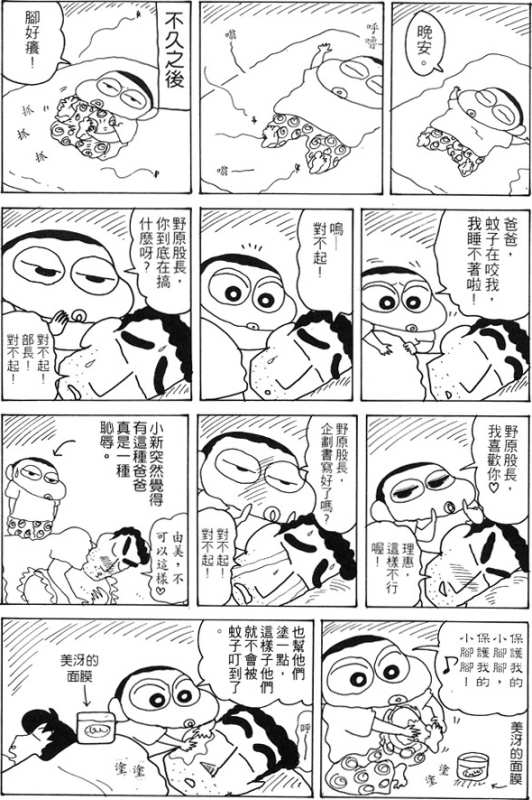 晚安。
呼嚕
嗡
嗡
不久之後
腳好癢！
抓
抓
抓
爸爸，
蚊子在咬我，
我睡不著啦！
嗚—
對不起！
野原股長，
你到底在搞
什麼呀？
對不起！
部長！
對不起！
野原股長，
我喜歡你♡
理惠，
這樣不行
喔！
野原股長，
企劃書寫好了嗎？
對不起！
對不起！
小新突然覺得
有這種爸爸
真是一種
恥辱。
由美，不
可以這樣♡
保護我的
小腳腳，
保護我的
小腳腳！
♪
美冴的面膜
塗
塗
也幫他們
塗一點，
這樣子他們
就不會被
蚊子叮到了
。
呼
美冴的
面膜
塗
塗